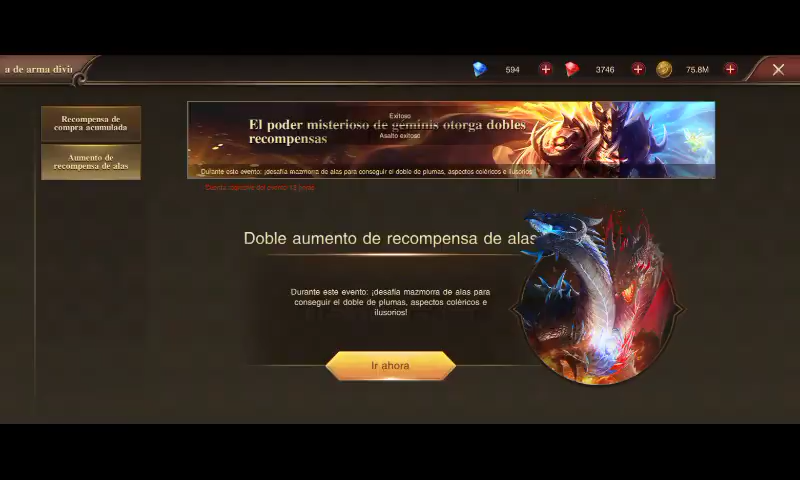 a de arma divi
594
3746
75.8M
Recompensa de
compra acumulada
Aumento de
recompensa de alas
Exitoso
El poder misterioso de géminis otorga dobles
recompensas
Asalto exitoso
Durante este evento: ¡desafía mazmorra de alas para conseguir el doble de plumas, aspectos coléricos e ilusorios
Doble aumento de recompensa de alas
Durante este evento: ¡desafía mazmorra de alas para
conseguir el doble de plumas, aspectos coléricos e
ilusorios!
Ir ahora